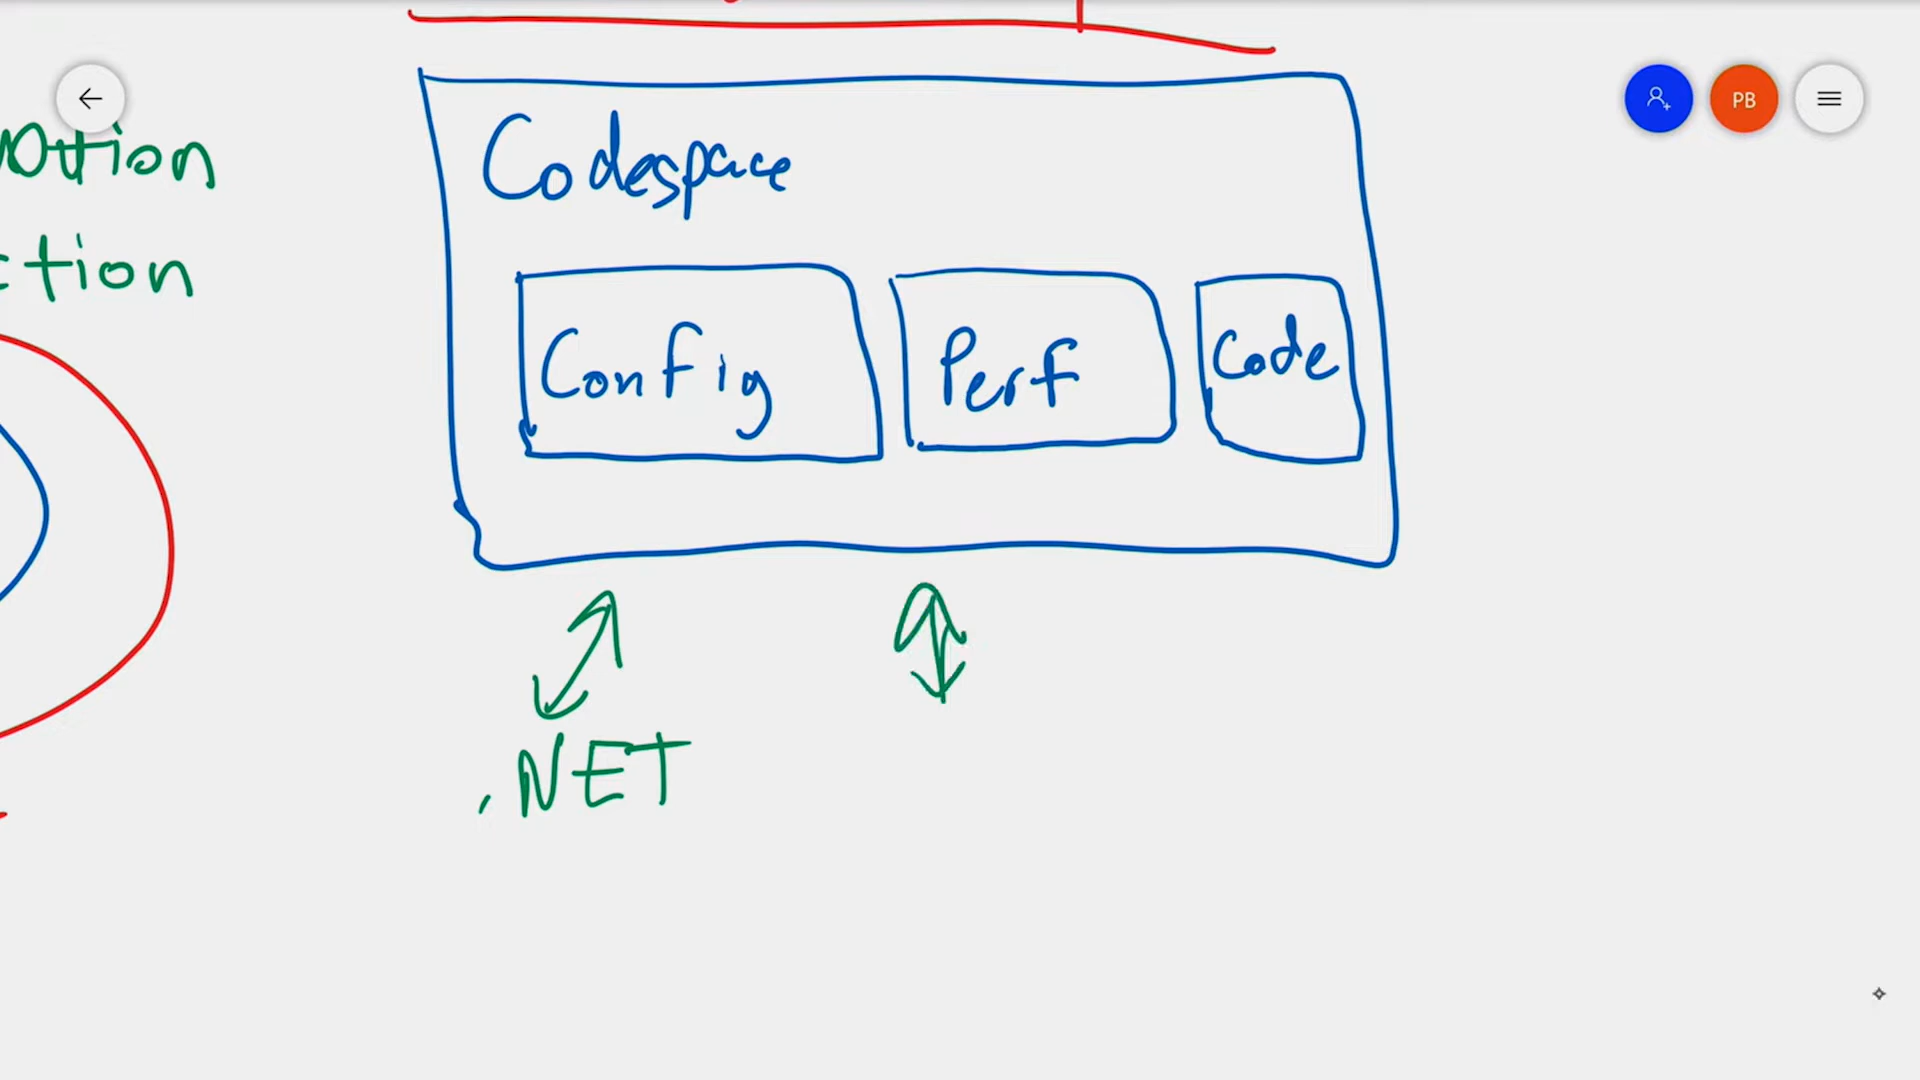 PB
Codespace
Config
Perf
Code
.NET